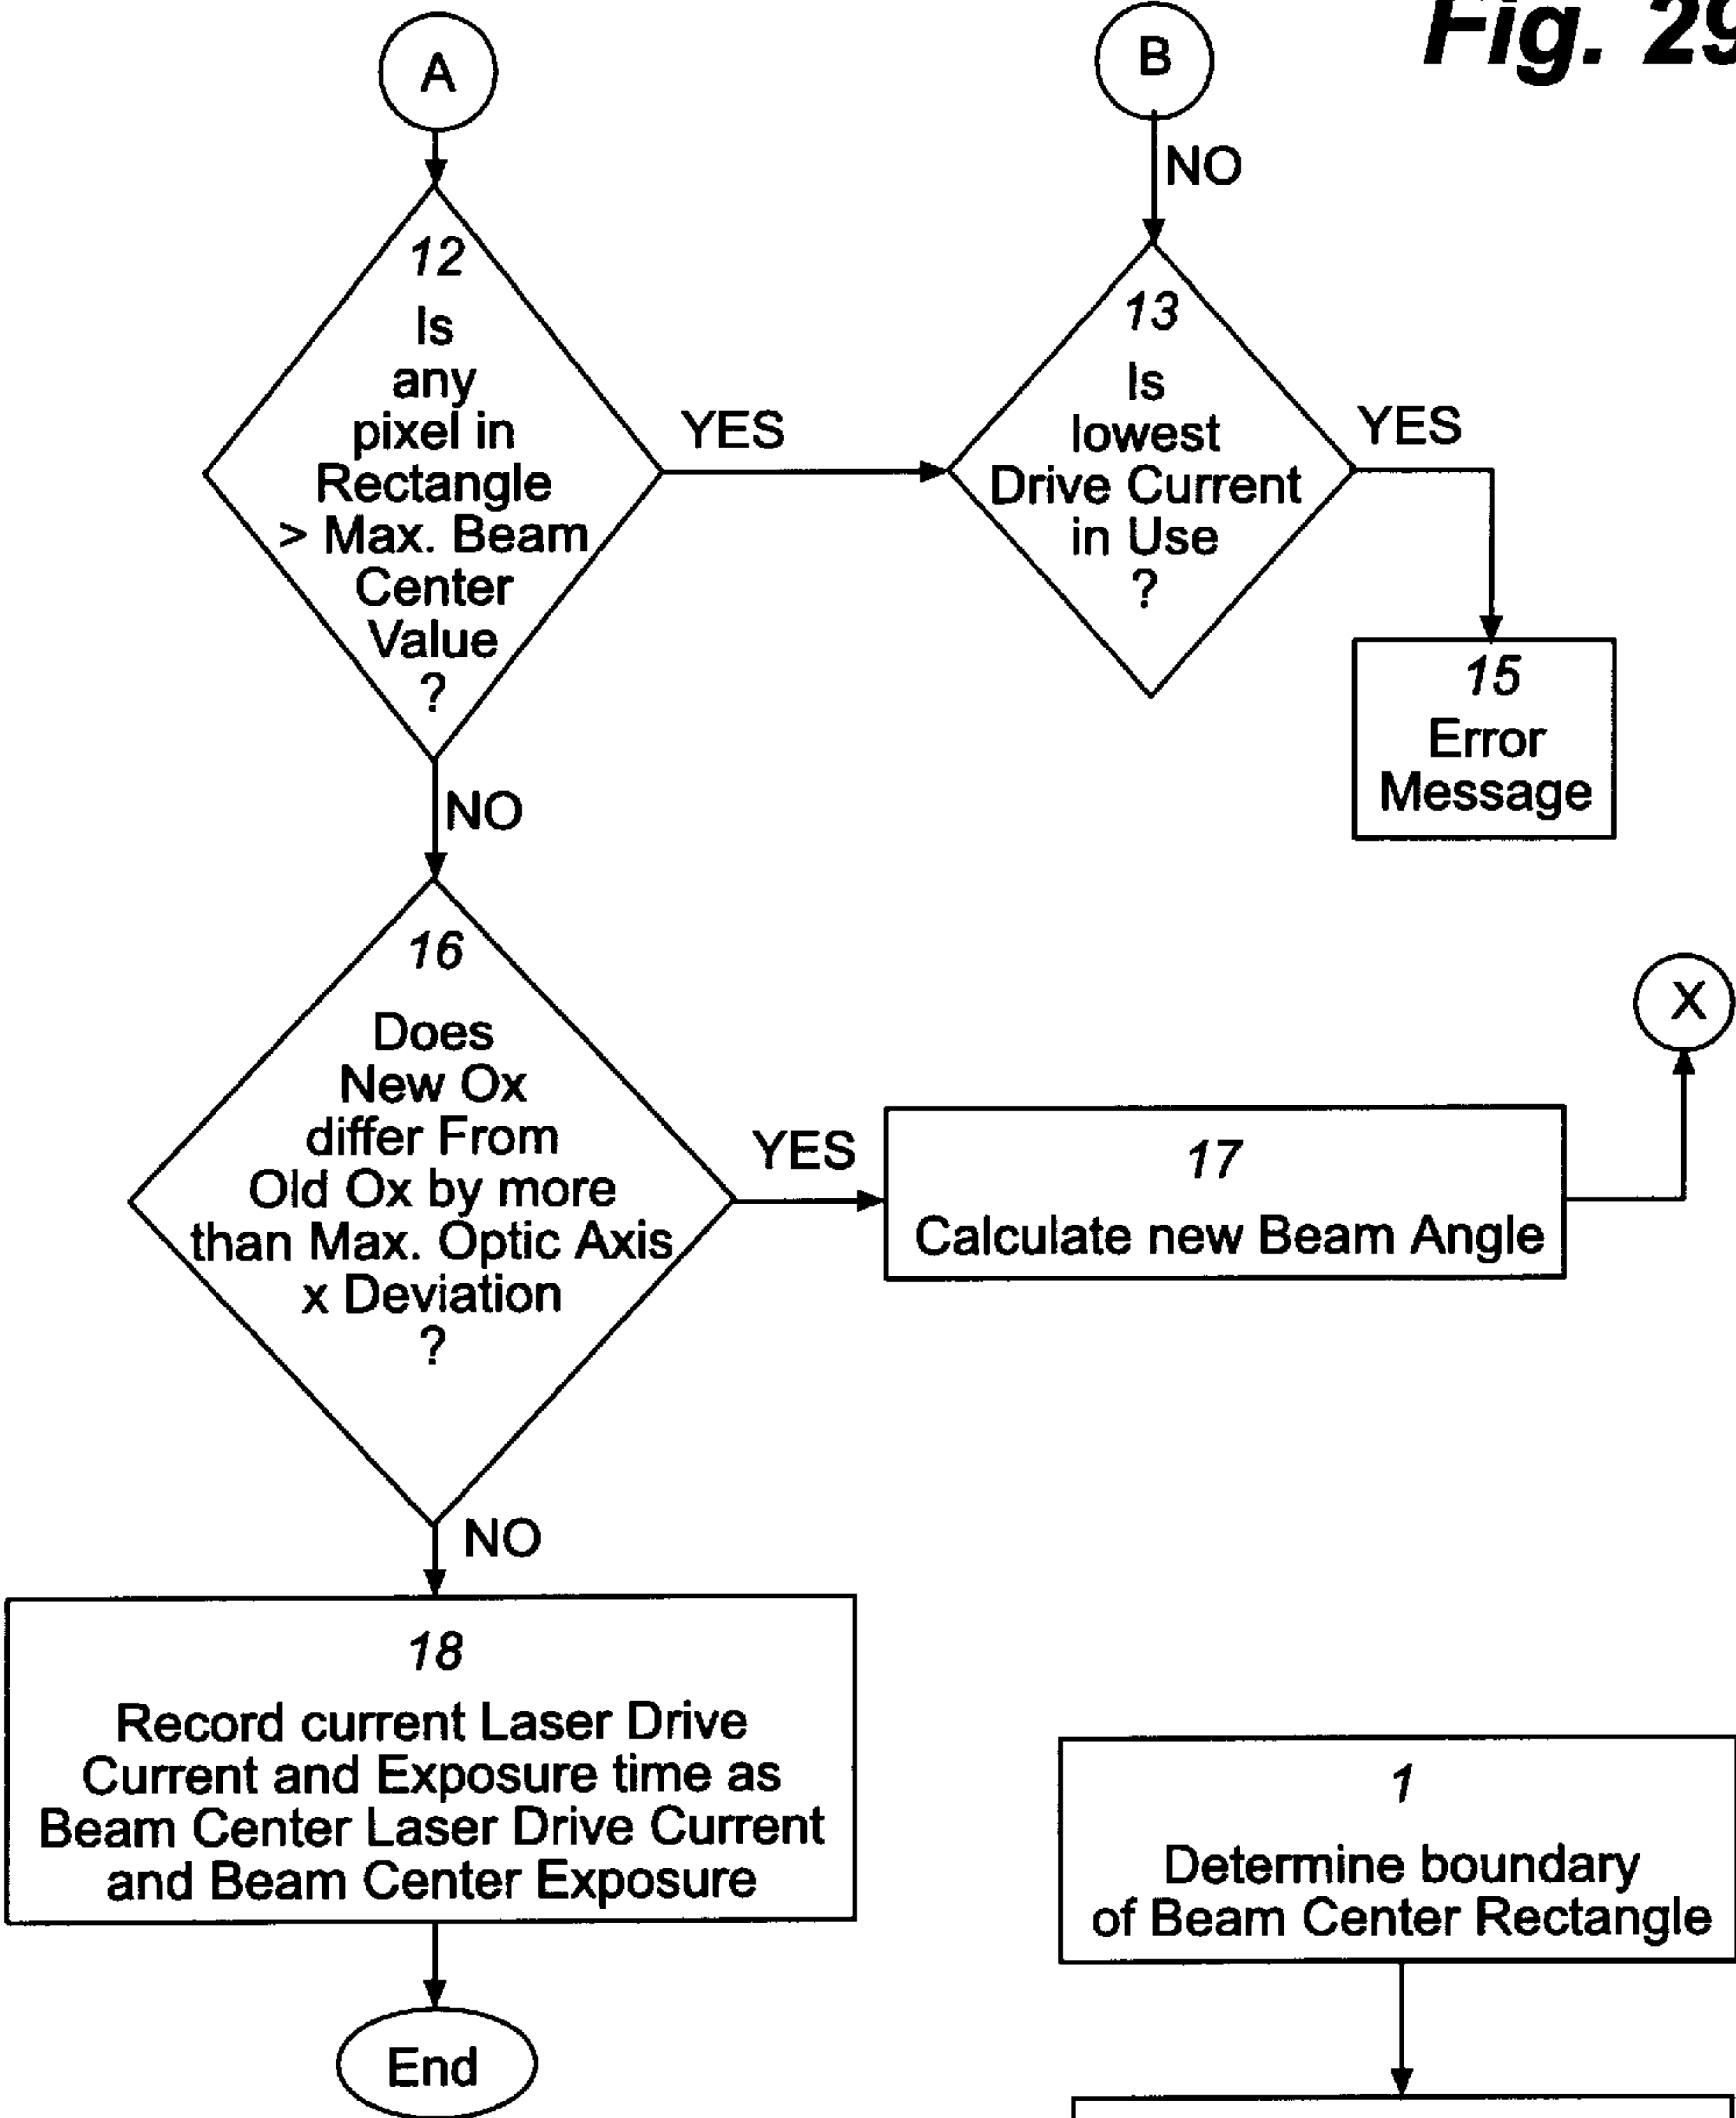 Fig. 29
A
B
NO
12
Is
any
pixel in
Rectangle
> Max. Beam
Center
Value
?
YES
13
Is
lowest
Drive Current
in Use
?
YES
15
Error
Message
NO
16
Does
New Ox
differ From
Old Ox by more
than Max. Optic Axis
x Deviation
?
YES
17
Calculate new Beam Angle
X
NO
18
Record current Laser Drive
Current and Exposure time as
Beam Center Laser Drive Current
and Beam Center Exposure
End
1
Determine boundary
of Beam Center Rectangle